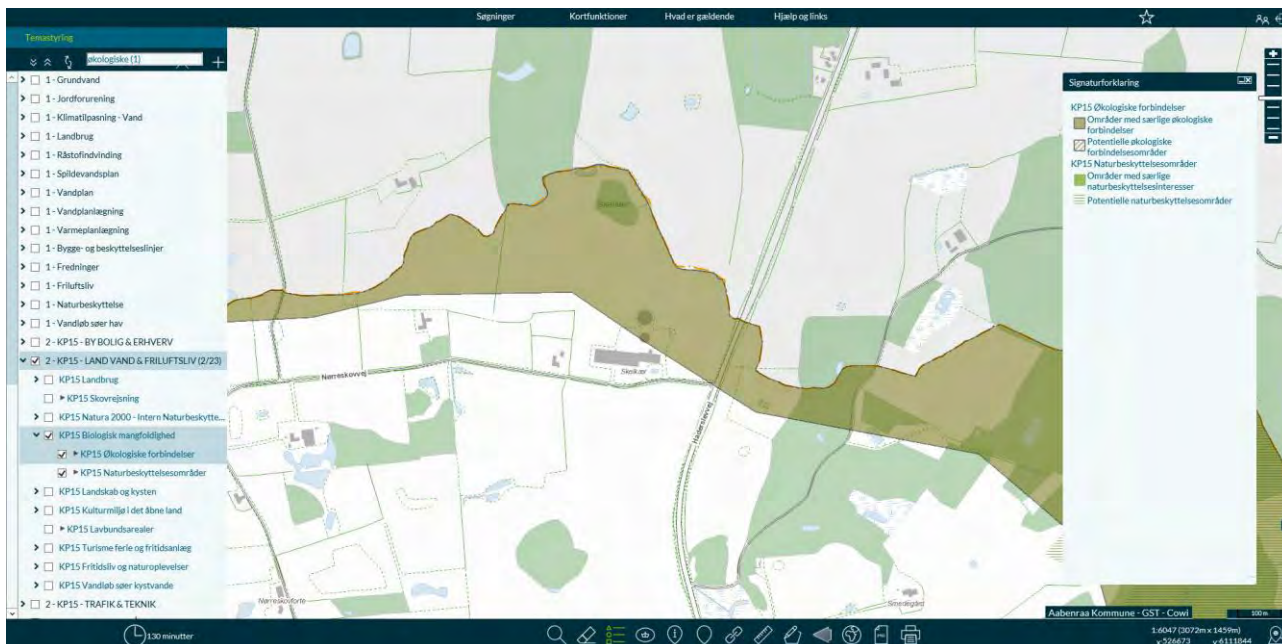 Søgninger
Kortfunktioner
Hvad er gældende
Hjælp og links
Temastyring
økologiske (1)
1 - Grundvand
1 - Jordforurening
1 - Klimatilpasning - Vand
1 - Landbrug
1 - Råstofindvinding
1 - Spildevandsplan
1 - Vandplan
1 - Vandplanlægning
1 - Varmeplanlægning
1 - Bygge- og beskyttelseslinjer
1 - Fredninger
1 - Friluftsliv
1 - Naturbeskyttelse
1 - Vandløb søer hav
2 - KP15 - BY BOLIG & ERHVERV
2 - KP15 - LAND VAND & FRILUFTSLIV (2/23)
KP15 Landbrug
KP15 Skovrejsning
KP15 Natura 2000 - Intern Naturbeskytte...
KP15 Biologisk mangfoldighed
KP15 Økologiske forbindelser
KP15 Naturbeskyttelsesområder
KP15 Landskab og kysten
KP15 Kulturmiljø i det åbne land
KP15 Lavbundsarealer
KP15 Turisme ferie og fritidsanlæg
KP15 Fritidsliv og naturoplevelser
KP15 Vandløb søer kystvande
2 - KP15 - TRAFIK & TEKNIK
130 minutter
Nørreskovvej
Skelkær
Haderslevvej
Smedegård
Signaturforklaring
KP15 Økologiske forbindelser
Områder med særlige økologiske
forbindelser
Potentielle økologiske
forbindelsesområder
KP15 Naturbeskyttelsesområder
Områder med særlige
naturbeskyttelsesinteresser
Potentielle naturbeskyttelsesområder
Aabenraa Kommune - GST - Cowi
100 m
1:6047 (3072m x 1459m)
x:526673 y:6111844